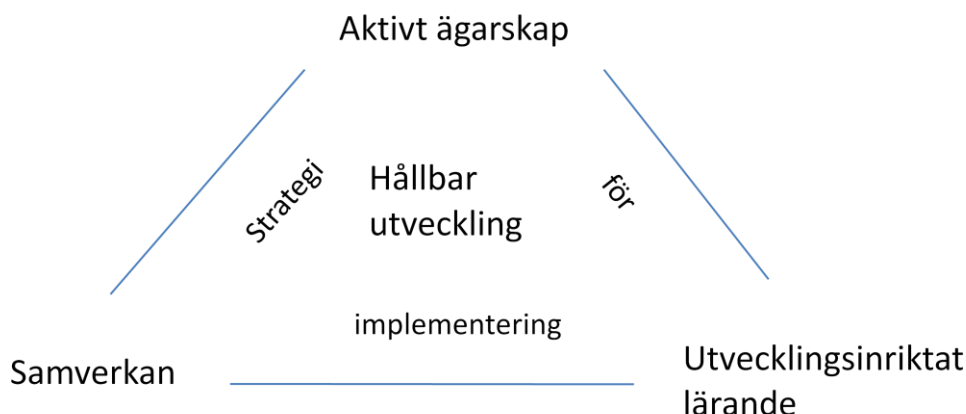 Aktivt ägarskap
Strategi
Hållbar
utveckling
för
implementering
Samverkan
Utvecklingsinriktat
lärande